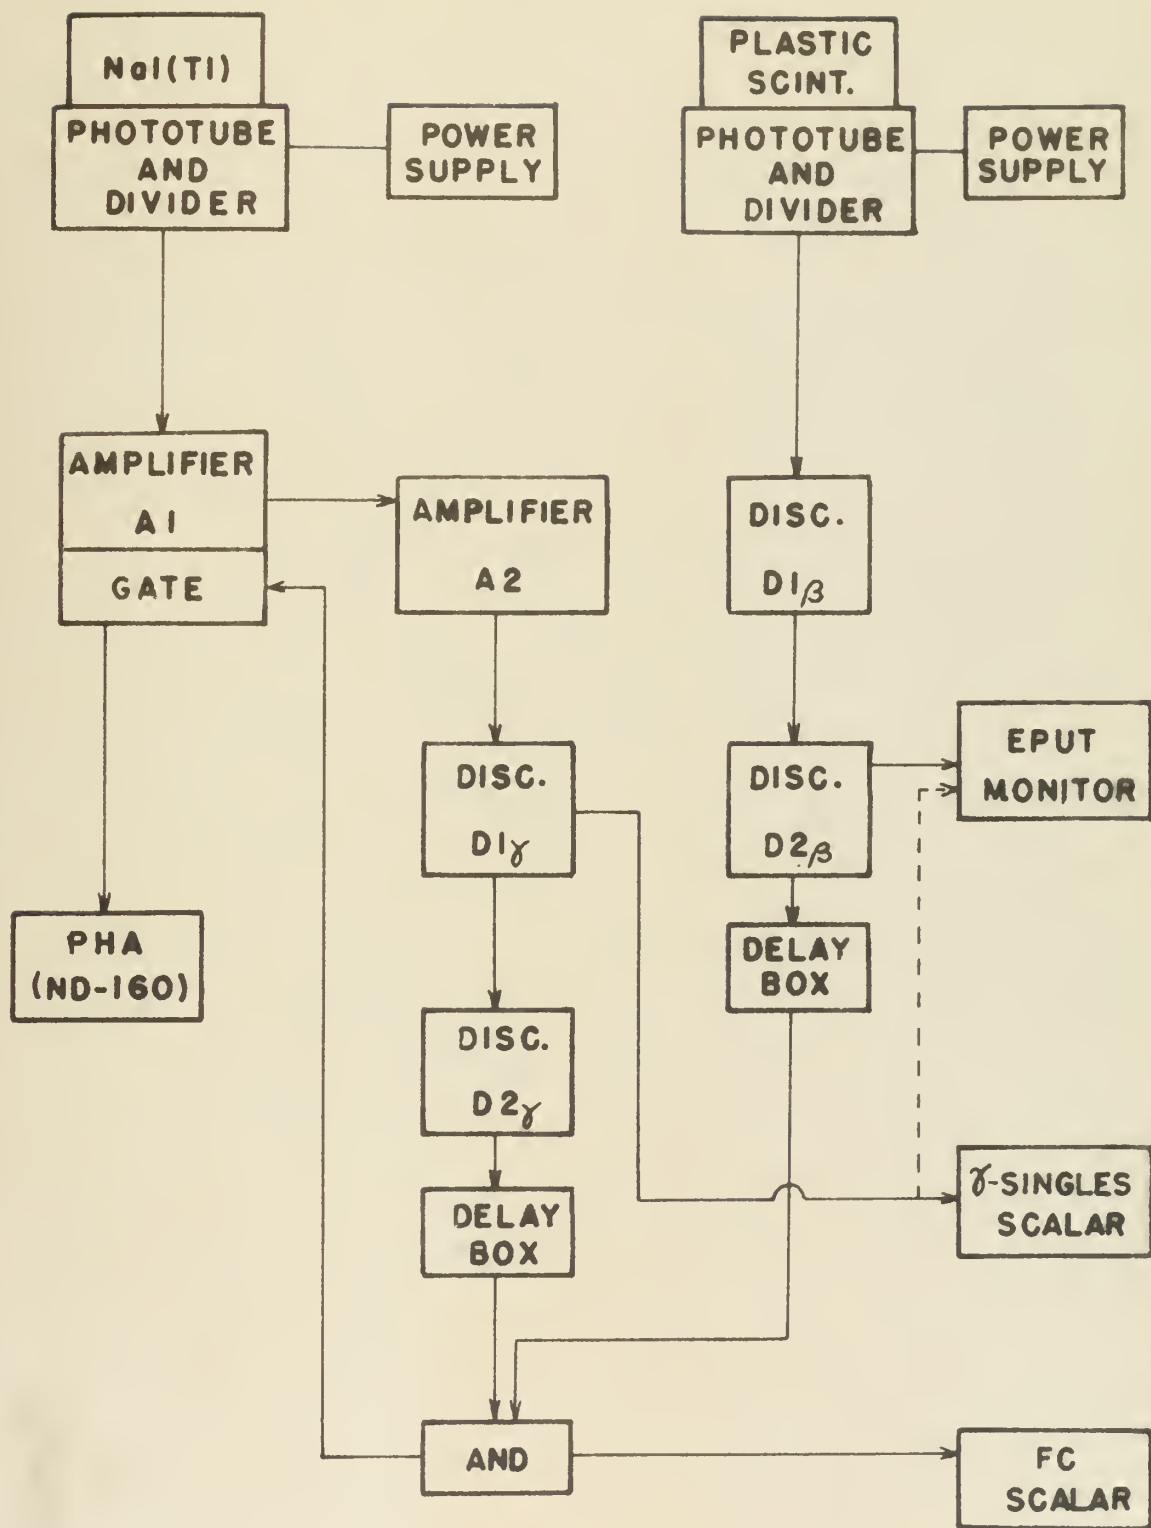 NaI(Tl)
PHOTOTUBE
AND
DIVIDER
POWER
SUPPLY
PLASTIC
SCINT.
PHOTOTUBE
AND
DIVIDER
POWER
SUPPLY
AMPLIFIER
A1
GATE
AMPLIFIER
A2
DISC.
D1β
DISC.
D1γ
DISC.
D2β
EPUT
MONITOR
PHA
(ND-160)
DELAY
BOX
DISC.
D2γ
DELAY
BOX
γ-SINGLES
SCALAR
AND
FC
SCALAR